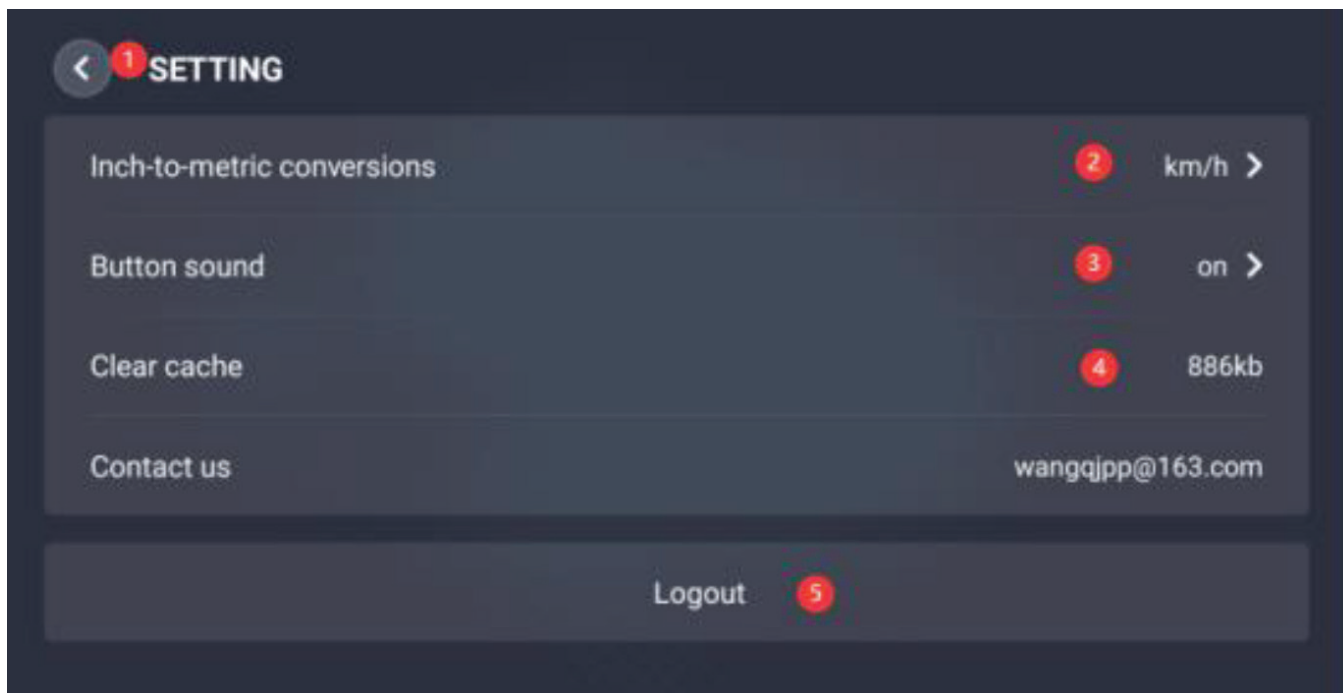 1 SETTING
Inch-to-metric conversions 2 km/h
Button sound 3 on
Clear cache 4 886kb
Contact us wangqjpp@163.com
Logout 5